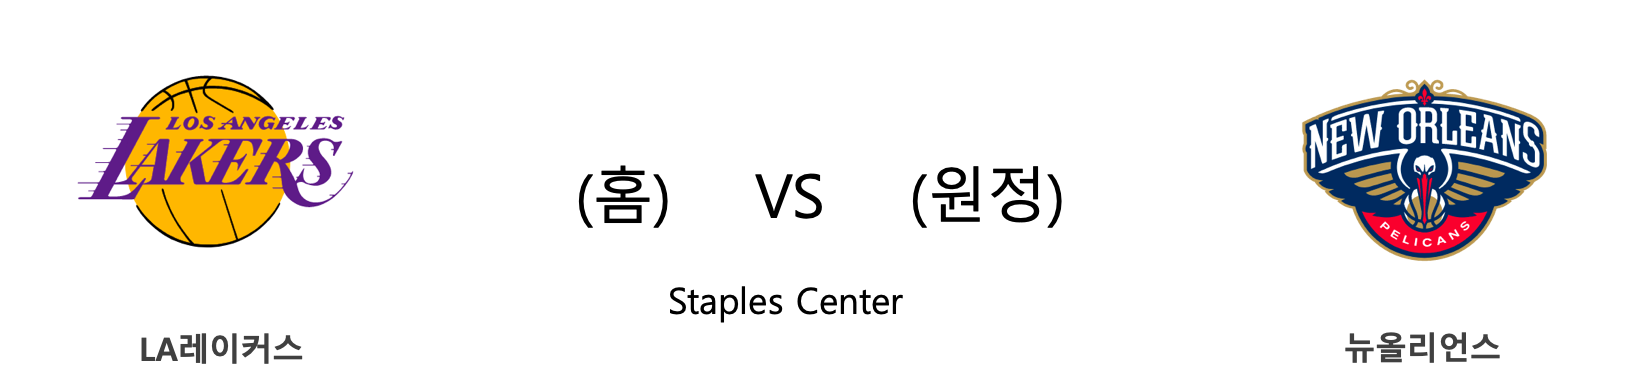 LOS ANGELES
LAKERS
NEW ORLEANS
PELICANS
(홈) VS (원정)
Staples Center
LA레이커스
뉴올리언스